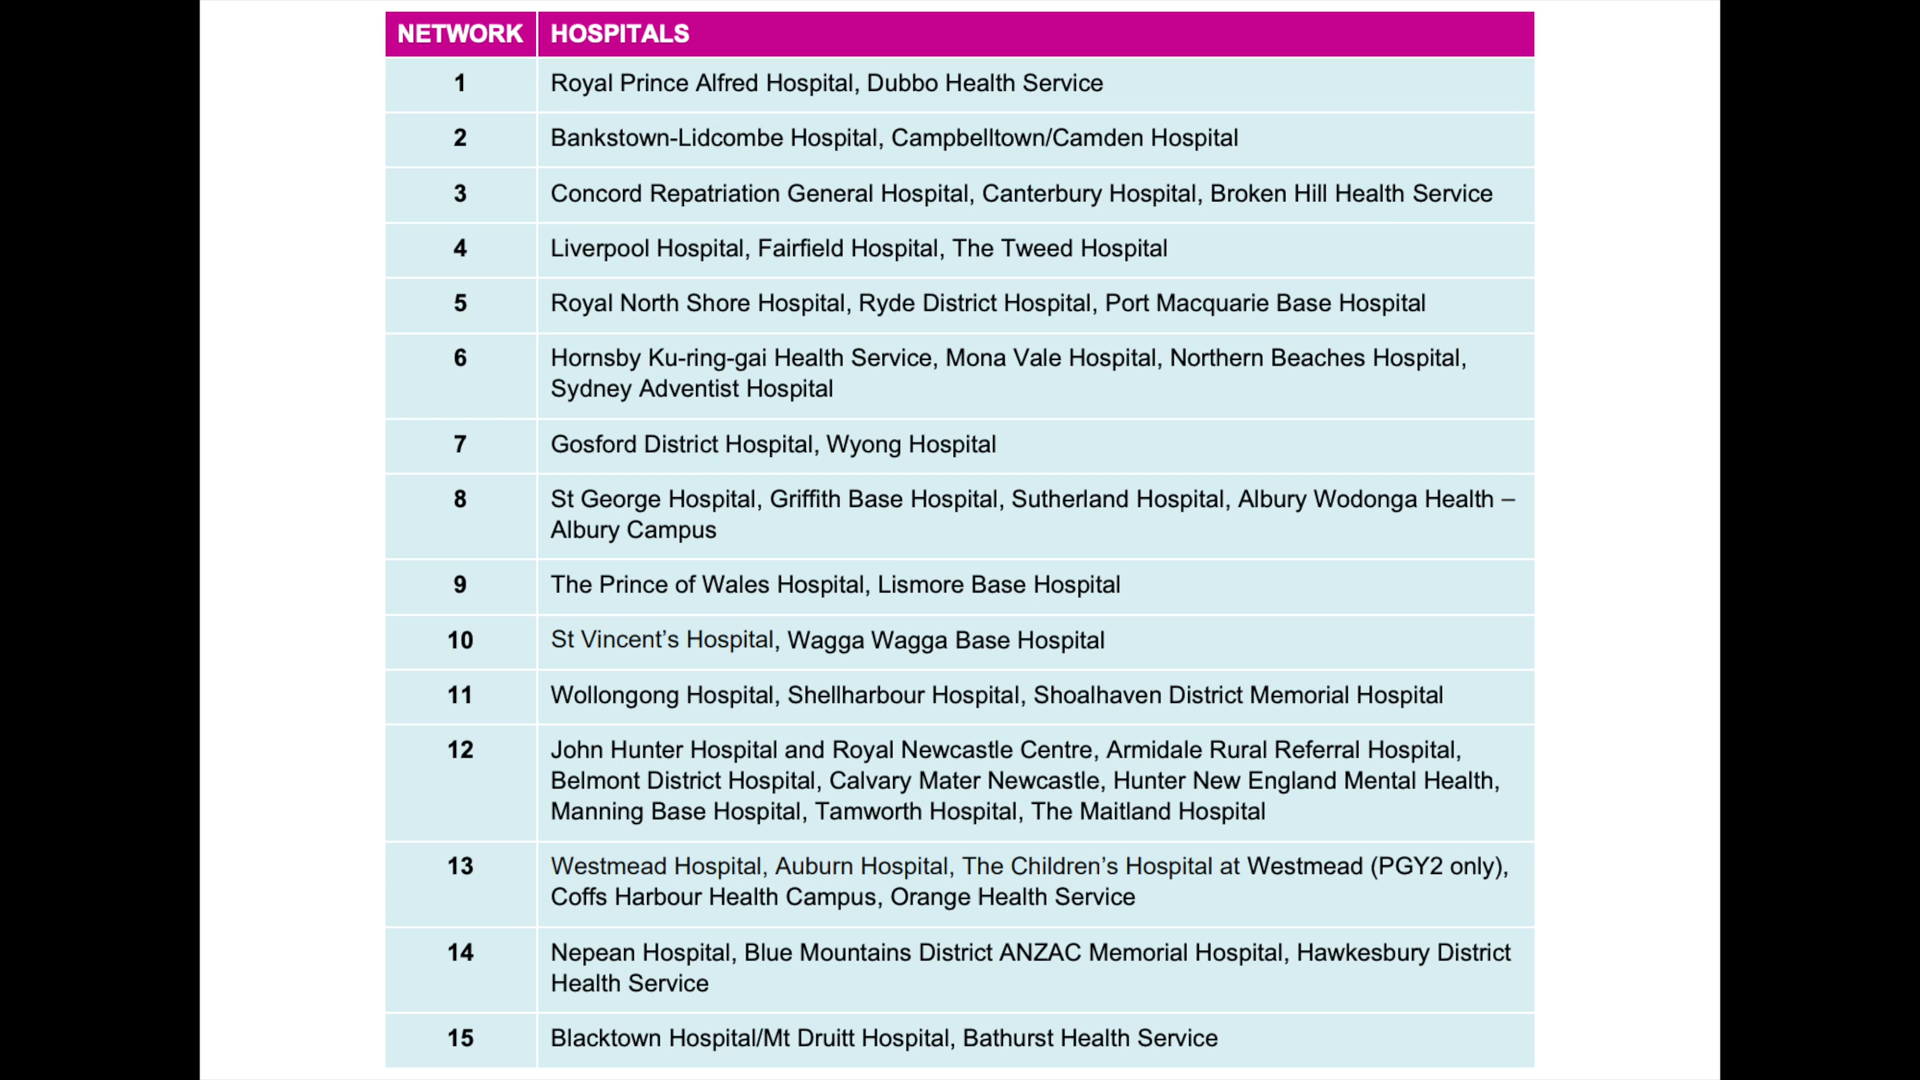 NETWORK HOSPITALS
1 Royal Prince Alfred Hospital, Dubbo Health Service
2 Bankstown-Lidcombe Hospital, Campbelltown/Camden Hospital
3 Concord Repatriation General Hospital, Canterbury Hospital, Broken Hill Health Service
4 Liverpool Hospital, Fairfield Hospital, The Tweed Hospital
5 Royal North Shore Hospital, Ryde District Hospital, Port Macquarie Base Hospital
6 Hornsby Ku-ring-gai Health Service, Mona Vale Hospital, Northern Beaches Hospital,
Sydney Adventist Hospital
7 Gosford District Hospital, Wyong Hospital
8 St George Hospital, Griffith Base Hospital, Sutherland Hospital, Albury Wodonga Health –
Albury Campus
9 The Prince of Wales Hospital, Lismore Base Hospital
10 St Vincent’s Hospital, Wagga Wagga Base Hospital
11 Wollongong Hospital, Shellharbour Hospital, Shoalhaven District Memorial Hospital
12 John Hunter Hospital and Royal Newcastle Centre, Armidale Rural Referral Hospital,
Belmont District Hospital, Calvary Mater Newcastle, Hunter New England Mental Health,
Manning Base Hospital, Tamworth Hospital, The Maitland Hospital
13 Westmead Hospital, Auburn Hospital, The Children’s Hospital at Westmead (PGY2 only),
Coffs Harbour Health Campus, Orange Health Service
14 Nepean Hospital, Blue Mountains District ANZAC Memorial Hospital, Hawkesbury District
Health Service
15 Blacktown Hospital/Mt Druitt Hospital, Bathurst Health Service